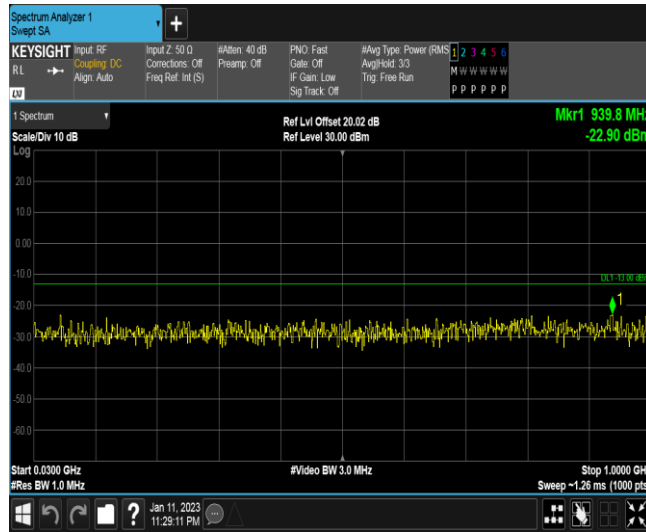 Spectrum Analyzer 1
Swept SA
+
KEYSIGHT Input: RF Input Z: 50 Ω #Atten: 40 dB PNO: Fast #Avg Type: Power (RMS 1 2 3 4 5 6
RL Coupling: DC Corrections: Off Preamp: Off Gate: Off Avg|Hold: 3/3 M W W W W W
Align: Auto Freq Ref: Int (S) IF Gain: Low Trig: Free Run
Sig Track: Off P P P P P P
LXI
1 Spectrum
Ref Lvl Offset 20.02 dB Mkr1 939.8 MHz
Scale/Div 10 dB Ref Level 30.00 dBm -22.90 dBm
Log
20.0
10.0
0.00
-10.0
DL1 -13.00 dBm
1
-20.0
-30.0
-40.0
-50.0
-60.0
Start 0.0300 GHz #Video BW 3.0 MHz Stop 1.0000 GH
#Res BW 1.0 MHz Sweep ~1.26 ms (1000 pts
? Jan 11, 2023
11:29:11 PM